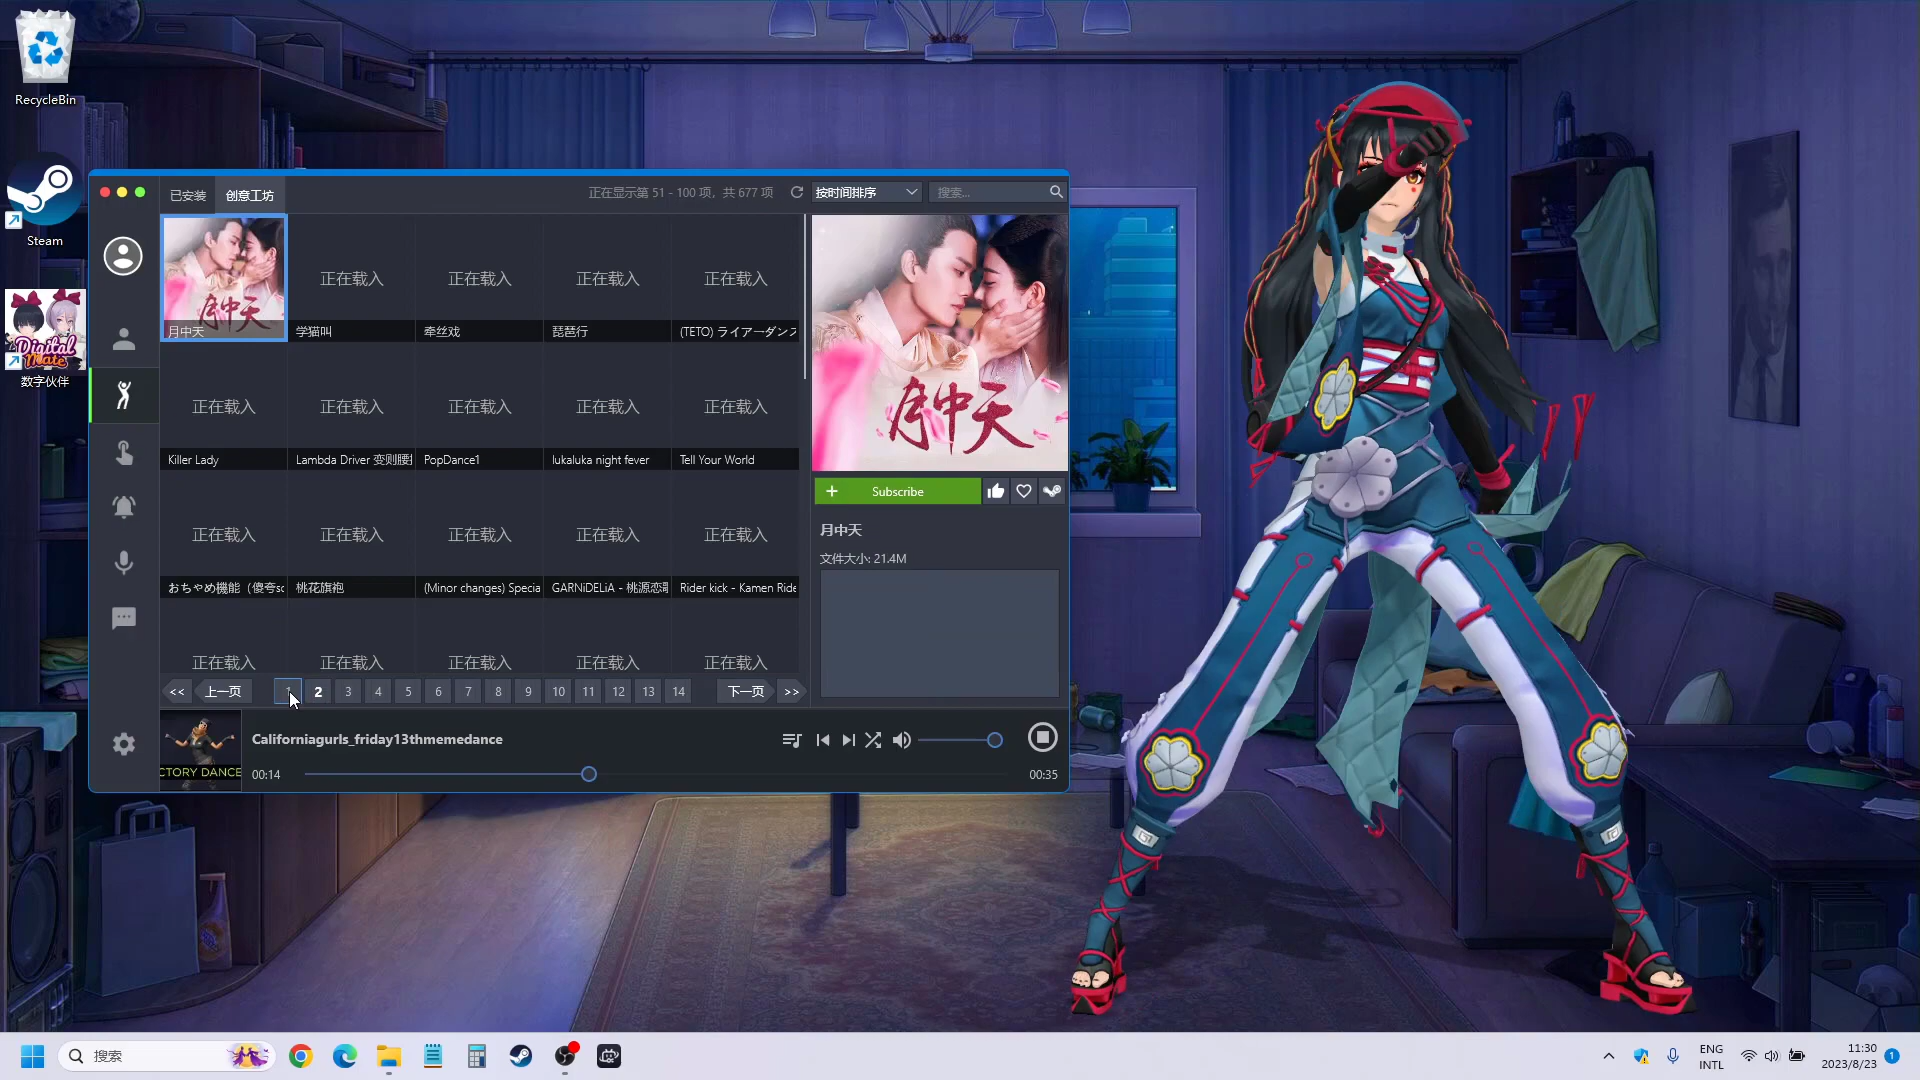 RecycleBin
Steam
Digital
Mate
数字伙伴
已安装
创意工坊
正在显示第 51 - 100 项，共 677 项
按时间排序
搜索...
月中天
正在载入
正在载入
正在载入
正在载入
月中天
学猫叫
牵丝戏
琵琶行
(TETO) ライアーダンス
正在载入
正在载入
正在载入
正在载入
正在载入
Killer Lady
Lambda Driver 变则腰
PopDance1
lukaluka night fever
Tell Your World
正在载入
正在载入
正在载入
正在载入
正在载入
おちゃめ機能（傻夸sc
桃花旗袍
(Minor changes) Specia
GARNiDELiA - 桃源恋歌
Rider kick - Kamen Ride
正在载入
正在载入
正在载入
正在载入
正在载入
<<
上一页
1
2
3
4
5
6
7
8
9
10
11
12
13
14
下一页
>>
月中天
+ Subscribe
月中天
文件大小: 21.4M
CTORY DANCE
Californiagurls_friday13thmemedance
00:14
00:35
搜索
ENG
INTL
11:30
2023/8/23
1